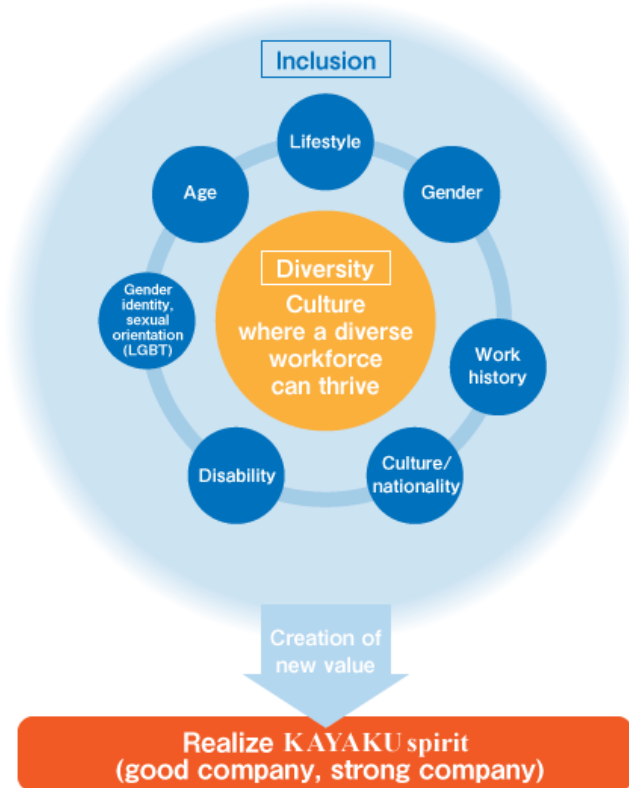 Inclusion
Lifestyle
Age
Gender
Diversity
Culture
where a diverse
workforce
can thrive
Gender
identity,
sexual
orientation
(LGBT)
Work
history
Disability
Culture/
nationality
Creation of
new value
Realize KAYAKU spirit
(good company, strong company)